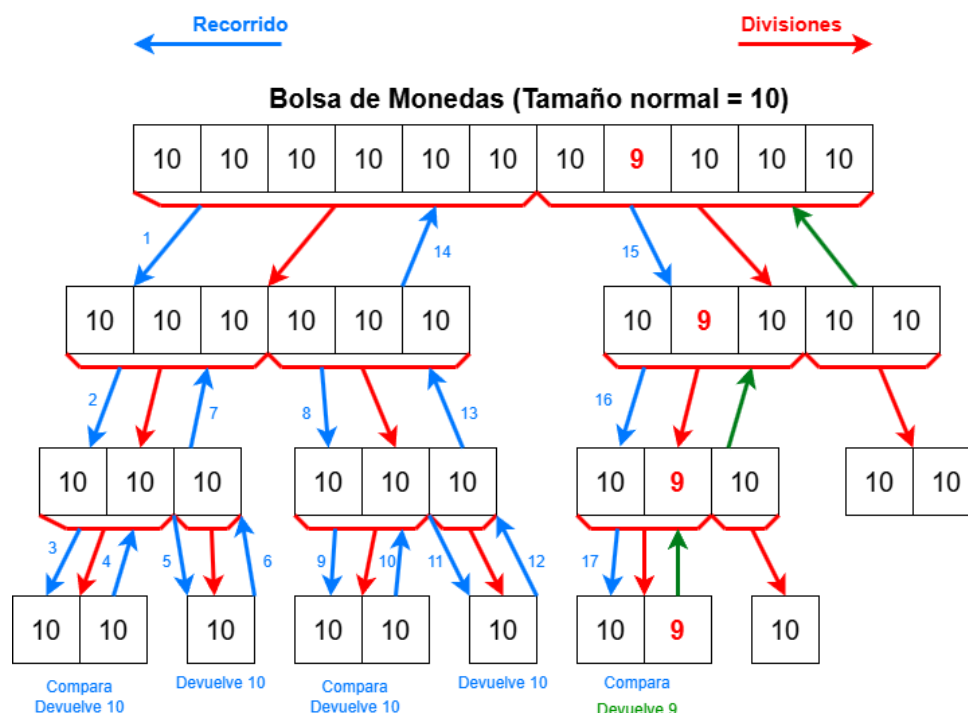 Recorrido
Divisiones
Bolsa de Monedas (Tamaño normal = 10)
10 10 10 10 10 10 10 9 10 10 10
1 14 15
10 10 10 10 10 10
10 9 10 10 10
2 7 8 13 16
10 10 10
10 10 10
10 9 10
10 10
3 4 5 6 9 10 11 12 17
10 10
10
10 10
10
10 9
10
Compara
Devuelve 10
Devuelve 10
Compara
Devuelve 10
Devuelve 10
Compara
Devuelve 9